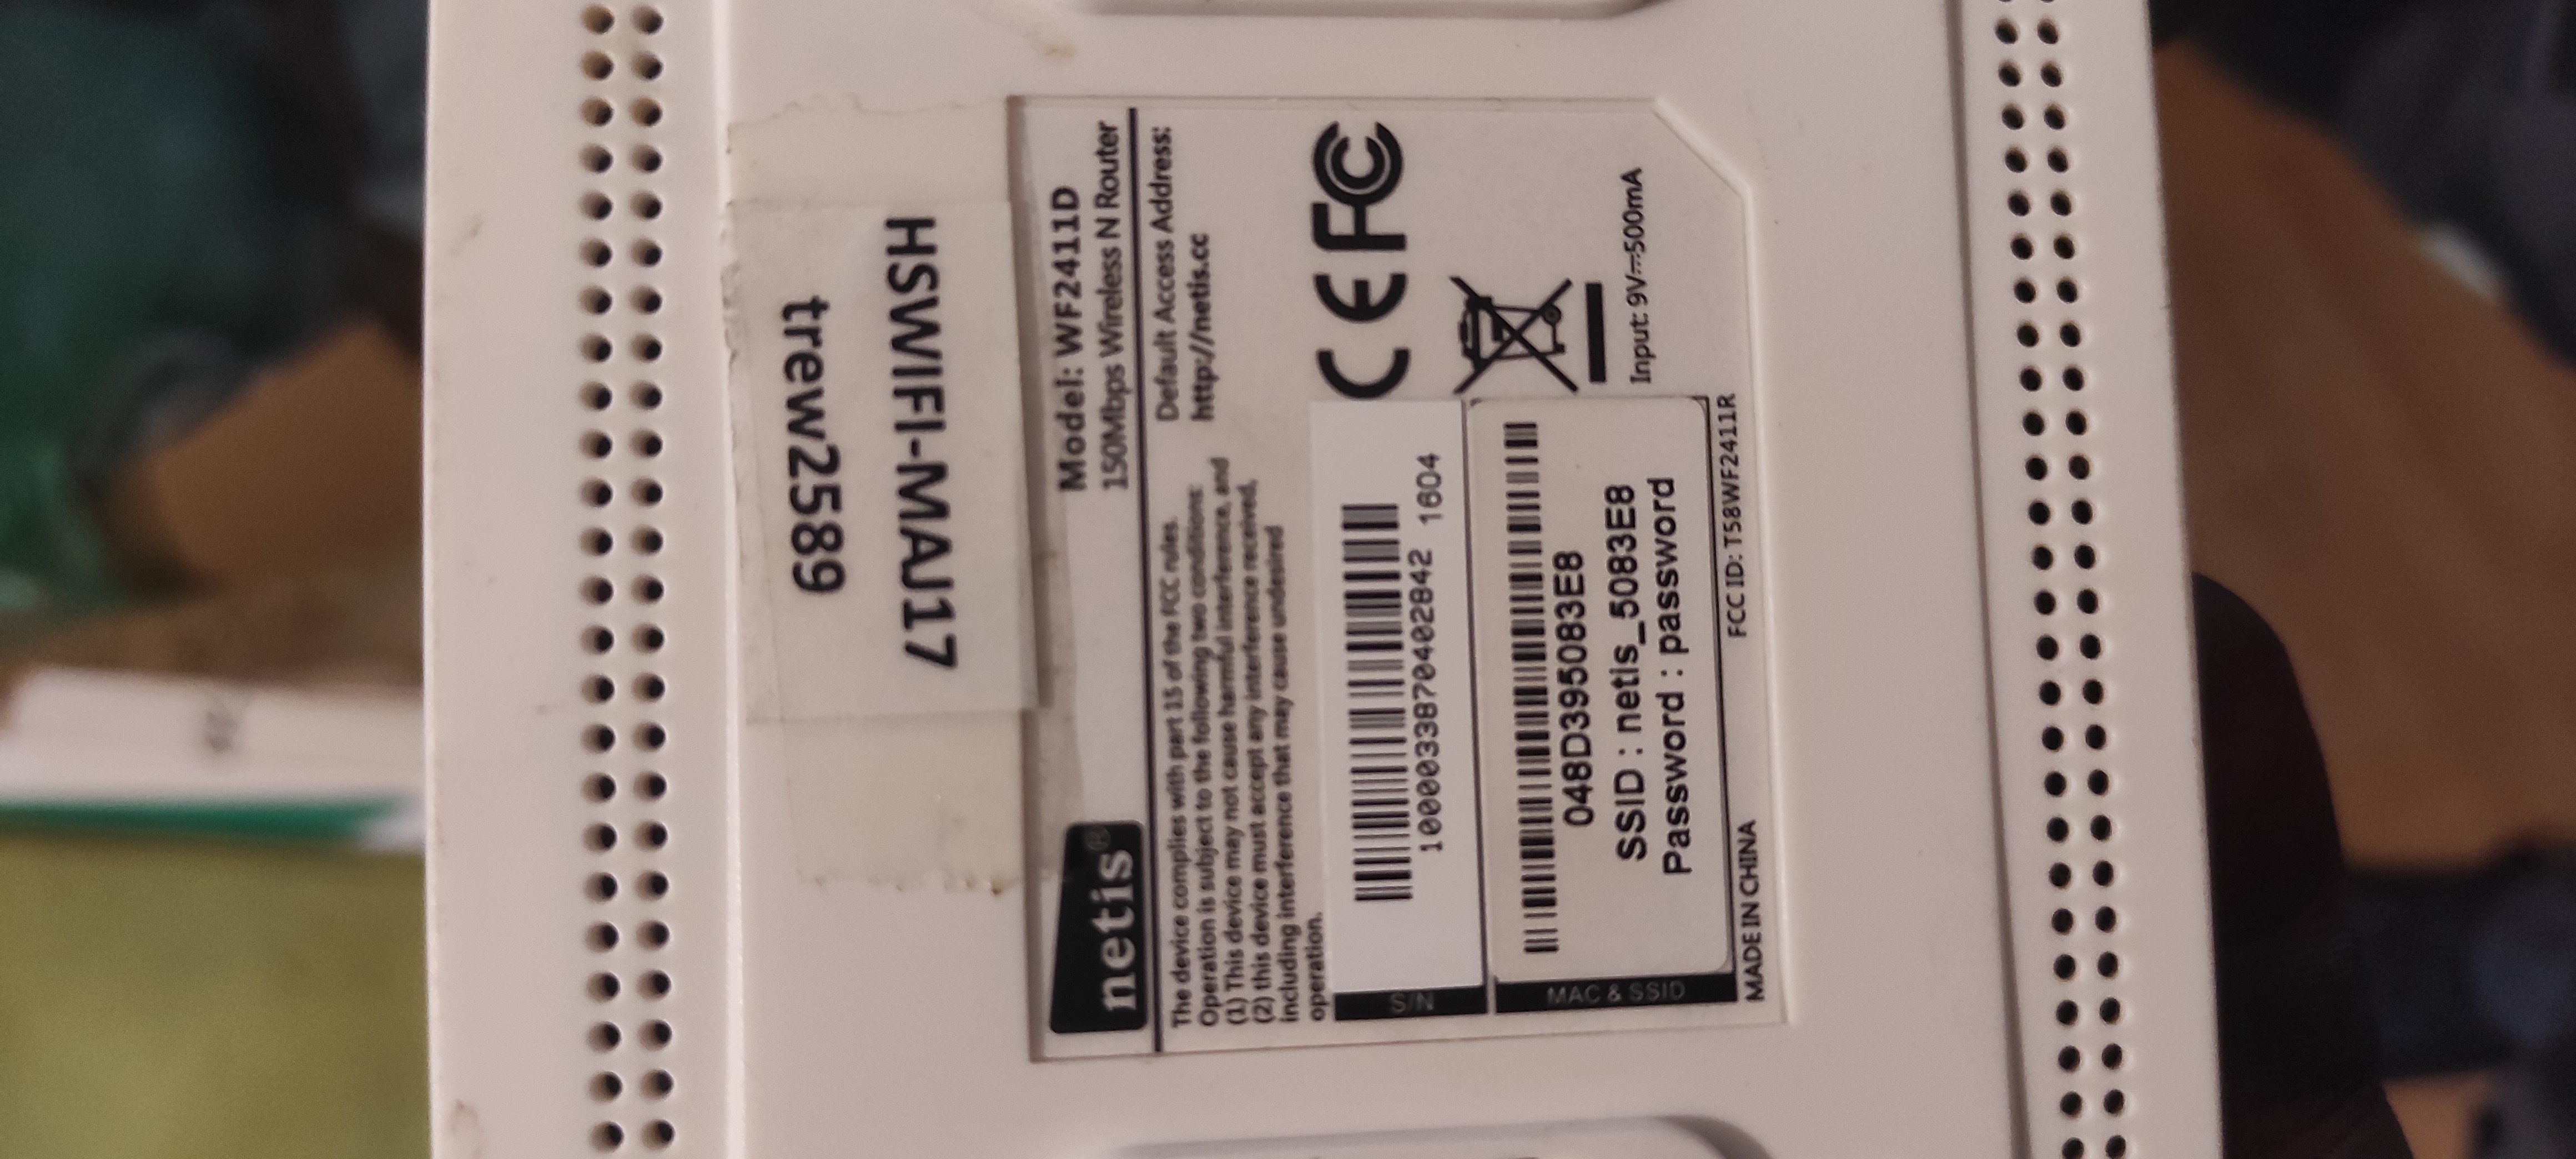 HSWIFI-MAJ17
trew2589
netis®
Model: WF2411D
150Mbps Wireless N Router
The device complies with part 15 of the FCC rules.
Operation is subject to the following two conditions:
(1) This device may not cause harmful interference, and
(2) this device must accept any interference received,
including interference that may cause undesired
operation.
Default Access Address:
http://netis.cc
CE FC
S/N
1000033870402842 1604
MAC & SSID
048D395083E8
SSID : netis_5083E8
Password : password
Input: 9V⎓500mA
MADE IN CHINA
FCC ID: T58WF2411R